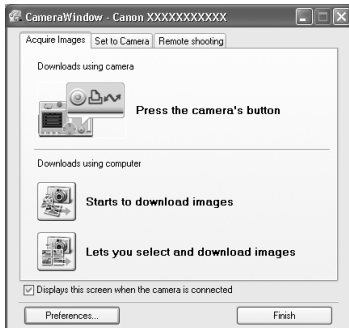 CameraWindow - Canon XXXXXXXXXXX
Acquire Images Set to Camera Remote shooting
Downloads using camera
Press the camera's button
Downloads using computer
Starts to download images
Lets you select and download images
Displays this screen when the camera is connected
Preferences... Finish